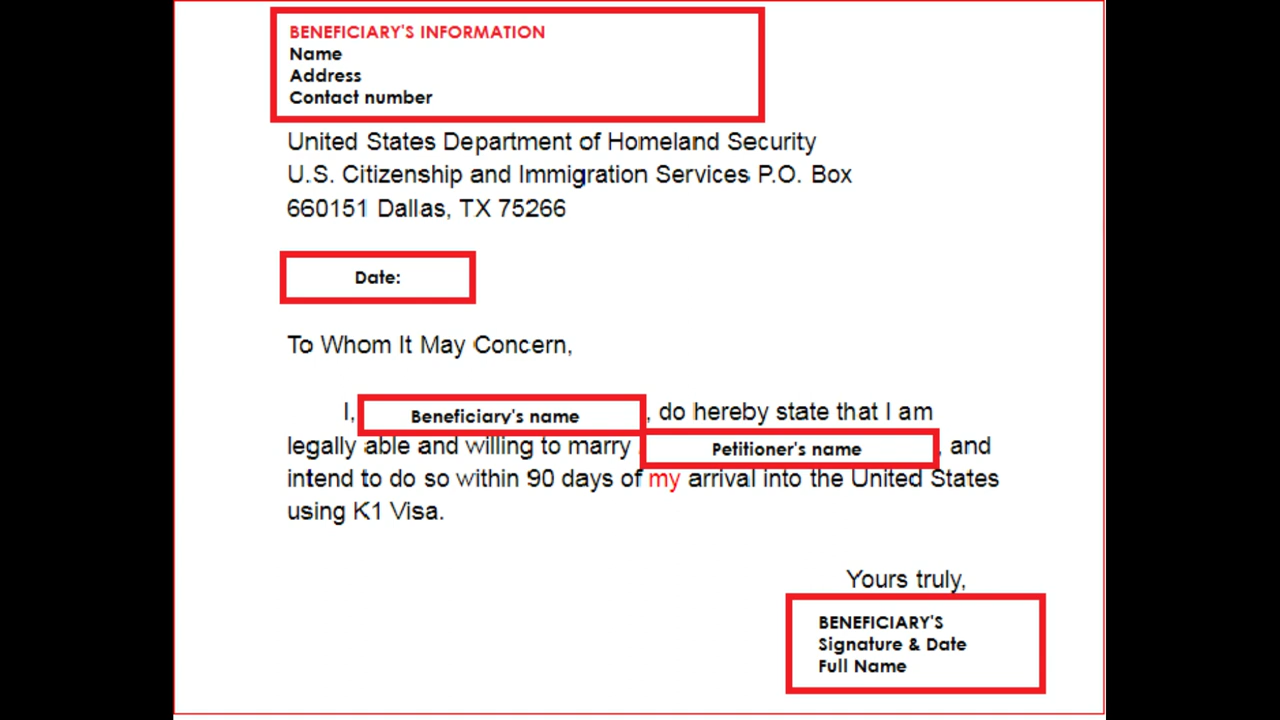 BENEFICIARY'S INFORMATION
Name
Address
Contact number
United States Department of Homeland Security
U.S. Citizenship and Immigration Services P.O. Box
660151 Dallas, TX 75266
Date:
To Whom It May Concern,
I, Beneficiary's name , do hereby state that I am
legally able and willing to marry Petitioner's name , and
intend to do so within 90 days of my arrival into the United States
using K1 Visa.
Yours truly,
BENEFICIARY'S
Signature & Date
Full Name